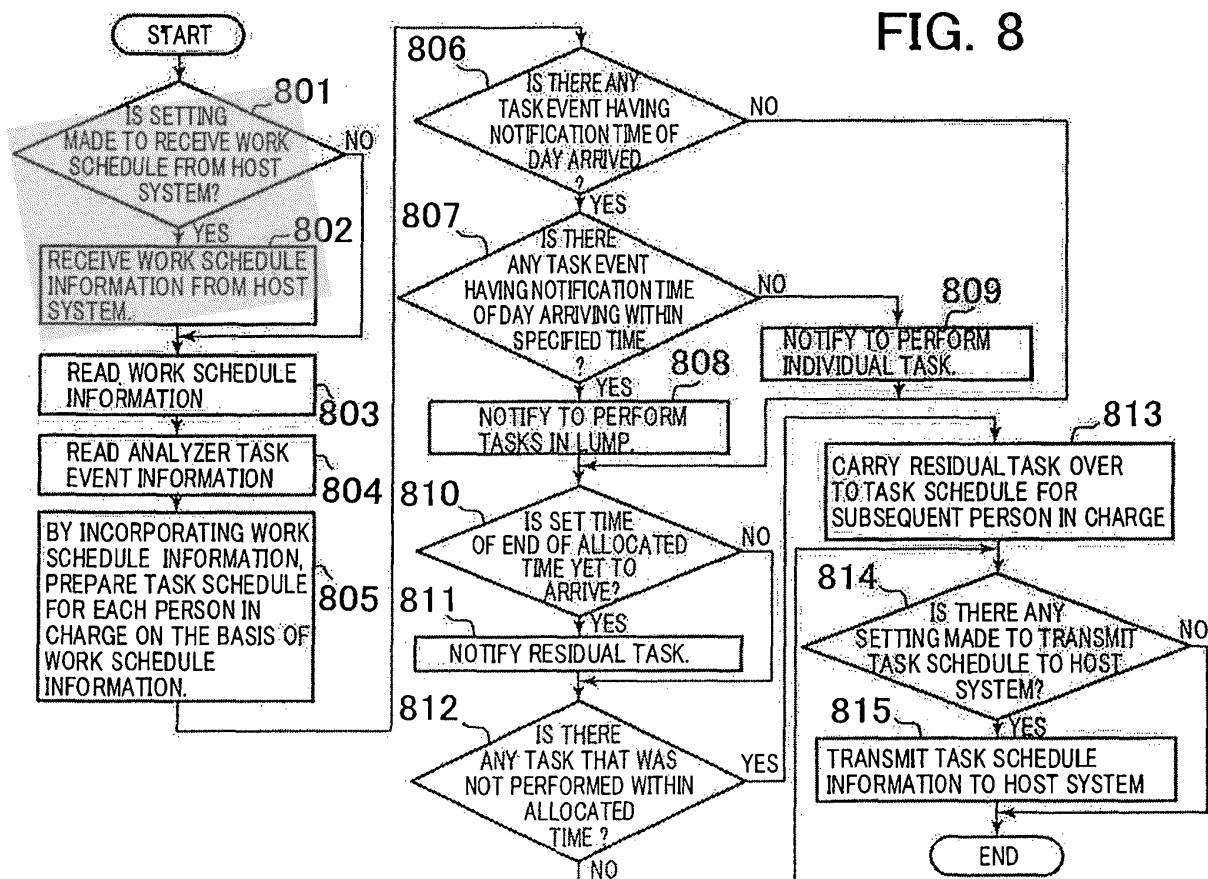 FIG. 8
START
801
IS SETTING
MADE TO RECEIVE WORK
SCHEDULE FROM HOST
SYSTEM?
NO
YES
802
RECEIVE WORK SCHEDULE
INFORMATION FROM HOST
SYSTEM.
READ WORK SCHEDULE
INFORMATION
803
READ ANALYZER TASK
EVENT INFORMATION
804
BY INCORPORATING WORK
SCHEDULE INFORMATION,
PREPARE TASK SCHEDULE
FOR EACH PERSON IN
CHARGE ON THE BASIS OF
WORK SCHEDULE
INFORMATION.
805
806
IS THERE ANY
TASK EVENT HAVING
NOTIFICATION TIME OF
DAY ARRIVED
?
NO
YES
807
IS THERE
ANY TASK EVENT
HAVING NOTIFICATION TIME
OF DAY ARRIVING WITHIN
SPECIFIED TIME
?
NO
YES
808
NOTIFY TO PERFORM
TASKS IN LUMP.
809
NOTIFY TO PERFORM
INDIVIDUAL TASK.
810
IS SET TIME
OF END OF ALLOCATED
TIME YET TO
ARRIVE?
NO
YES
811
NOTIFY RESIDUAL TASK.
812
IS THERE
ANY TASK THAT WAS
NOT PERFORMED WITHIN
ALLOCATED
TIME ?
YES
NO
813
CARRY RESIDUAL TASK OVER
TO TASK SCHEDULE FOR
SUBSEQUENT PERSON IN CHARGE
814
IS THERE ANY
SETTING MADE TO TRANSMIT
TASK SCHEDULE TO HOST
SYSTEM?
NO
YES
815
TRANSMIT TASK SCHEDULE
INFORMATION TO HOST SYSTEM
END